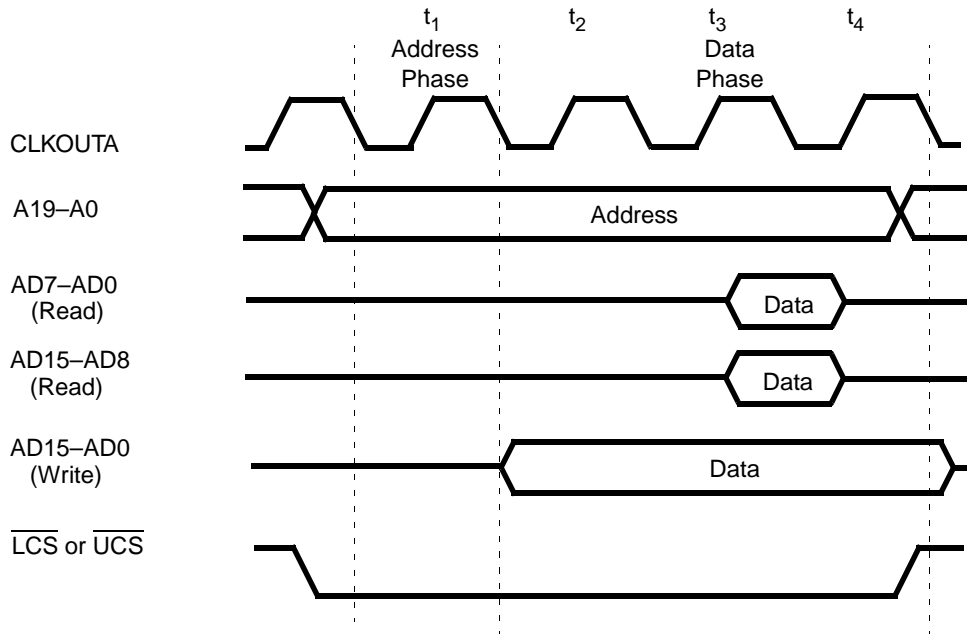 t1 t2 t3 t4
Address Data
Phase Phase
CLKOUTA
A19–A0 Address
AD7–AD0
(Read) Data
AD15–AD8
(Read) Data
AD15–AD0
(Write) Data
LCS or UCS